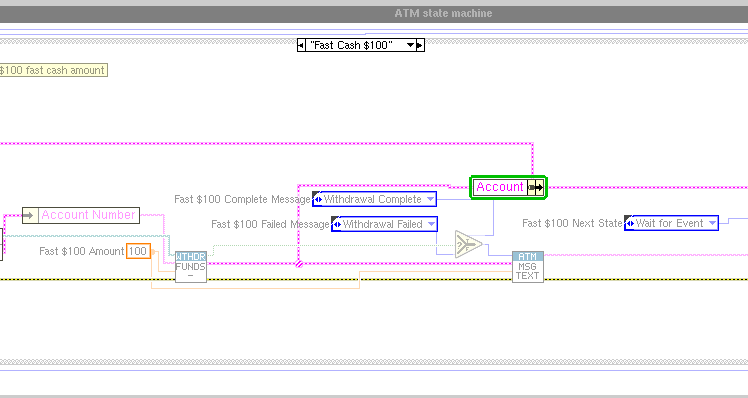 ATM state machine
"Fast Cash $100"
$100 fast cash amount
Account
Fast $100 Complete Message
Withdrawal Complete
Account Number
Fast $100 Failed Message
Withdrawal Failed
Fast $100 Next State
Wait for Event
Fast $100 Amount
100
WTHDR
FUNDS
ATM
MSG
TEXT